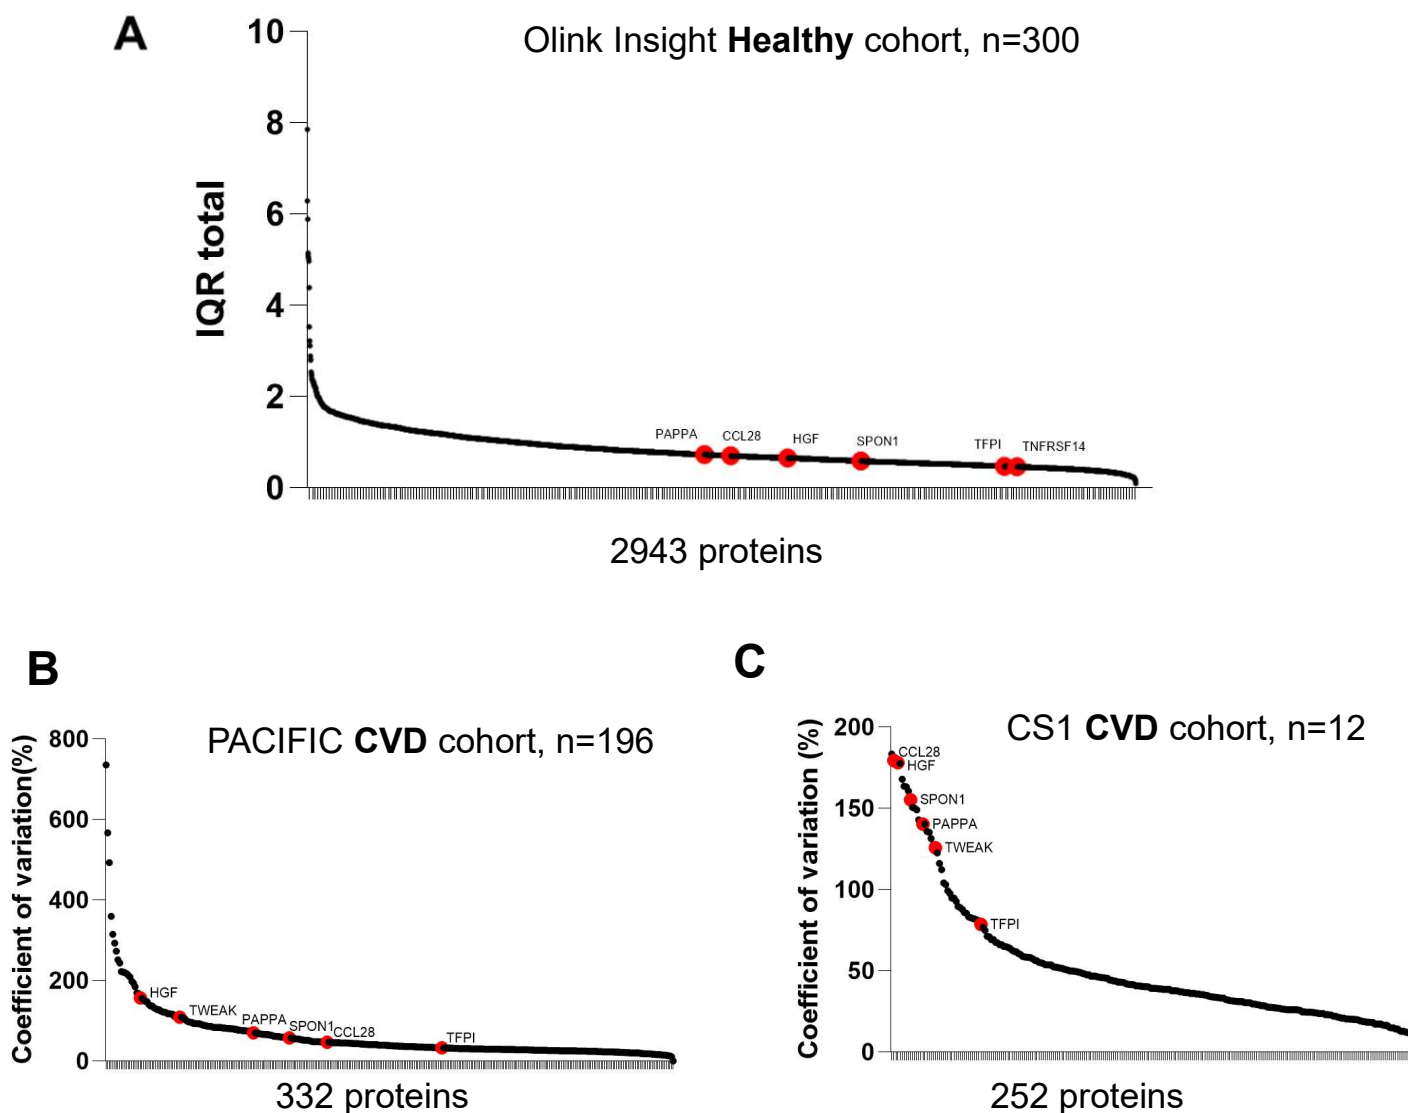 A
Olink Insight Healthy cohort, n=300
10
8
6
4
2
0
IQR total
PAPPA
CCL28
HGF
SPON1
TFPI
TNFRSF14
2943 proteins
B
PACIFIC CVD cohort, n=196
800
600
400
200
0
Coefficient of variation(%)
HGF
TWEAK
PAPPA
SPON1
CCL28
TFPI
332 proteins
C
CS1 CVD cohort, n=12
200
150
100
50
0
Coefficient of variation (%)
CCL28
HGF
SPON1
PAPPA
TWEAK
TFPI
252 proteins